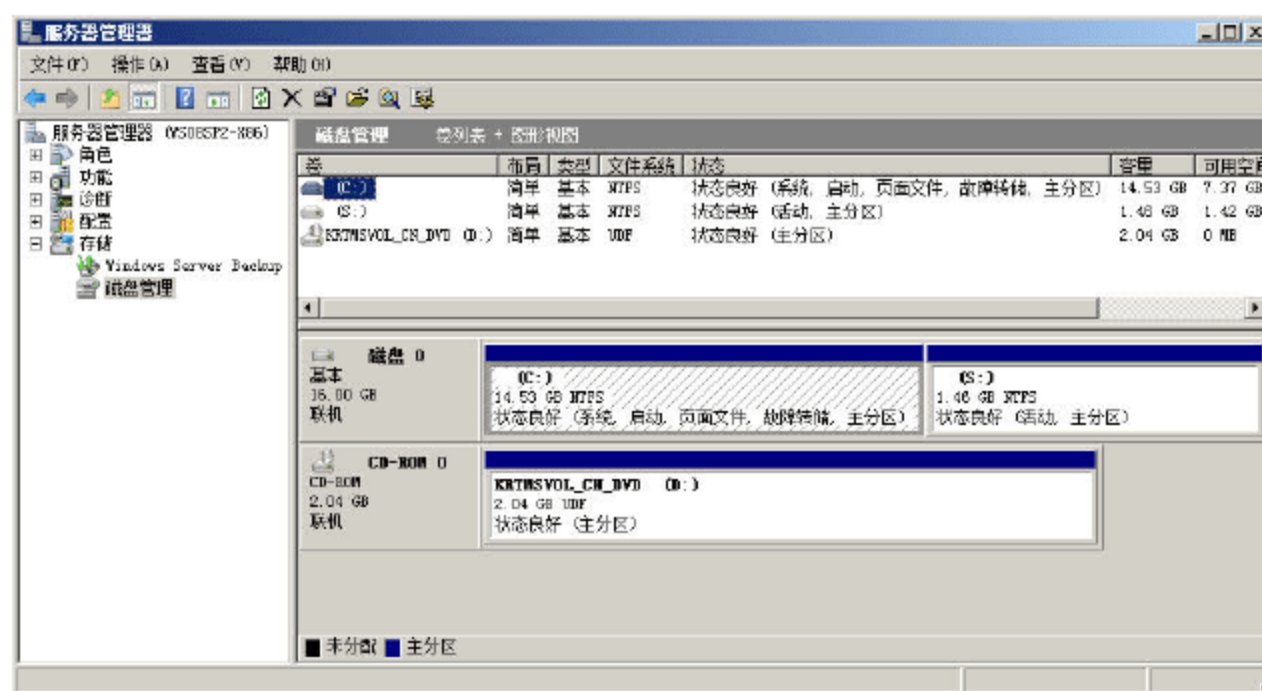 服务器管理器
文件(F) 操作(A) 查看(V) 帮助(H)
服务器管理器 (WS08SP2-X86)
角色
功能
诊断
配置
存储
Windows Server Backup
磁盘管理
磁盘管理 卷列表 + 图形视图
卷 布局 类型 文件系统 状态 容量 可用空间
(C:) 简单 基本 NTFS 状态良好 (系统, 启动, 页面文件, 故障转储, 主分区) 14.53 GB 7.37 GB
(S:) 简单 基本 NTFS 状态良好 (活动, 主分区) 1.46 GB 1.42 GB
KRTMSVOL_CN_DVD (D:) 简单 基本 UDF 状态良好 (主分区) 2.04 GB 0 MB
磁盘 0
基本
16.00 GB
联机
(C:)
14.53 GB NTFS
状态良好 (系统, 启动, 页面文件, 故障转储, 主分区)
(S:)
1.46 GB NTFS
状态良好 (活动, 主分区)
CD-ROM 0
CD-ROM
2.04 GB
联机
KRTMSVOL_CN_DVD (D:)
2.04 GB UDF
状态良好 (主分区)
未分配 主分区